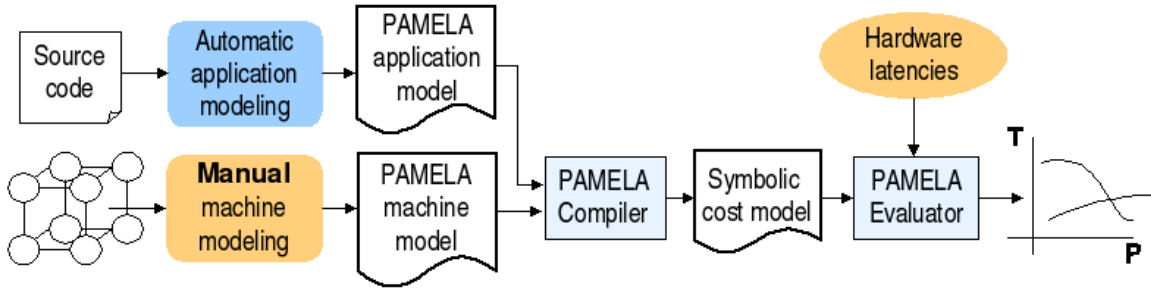 Source
code
Automatic
application
modeling
PAMELA
application
model
Hardware
latencies
Manual
machine
modeling
PAMELA
machine
model
PAMELA
Compiler
Symbolic
cost model
PAMELA
Evaluator
T
P